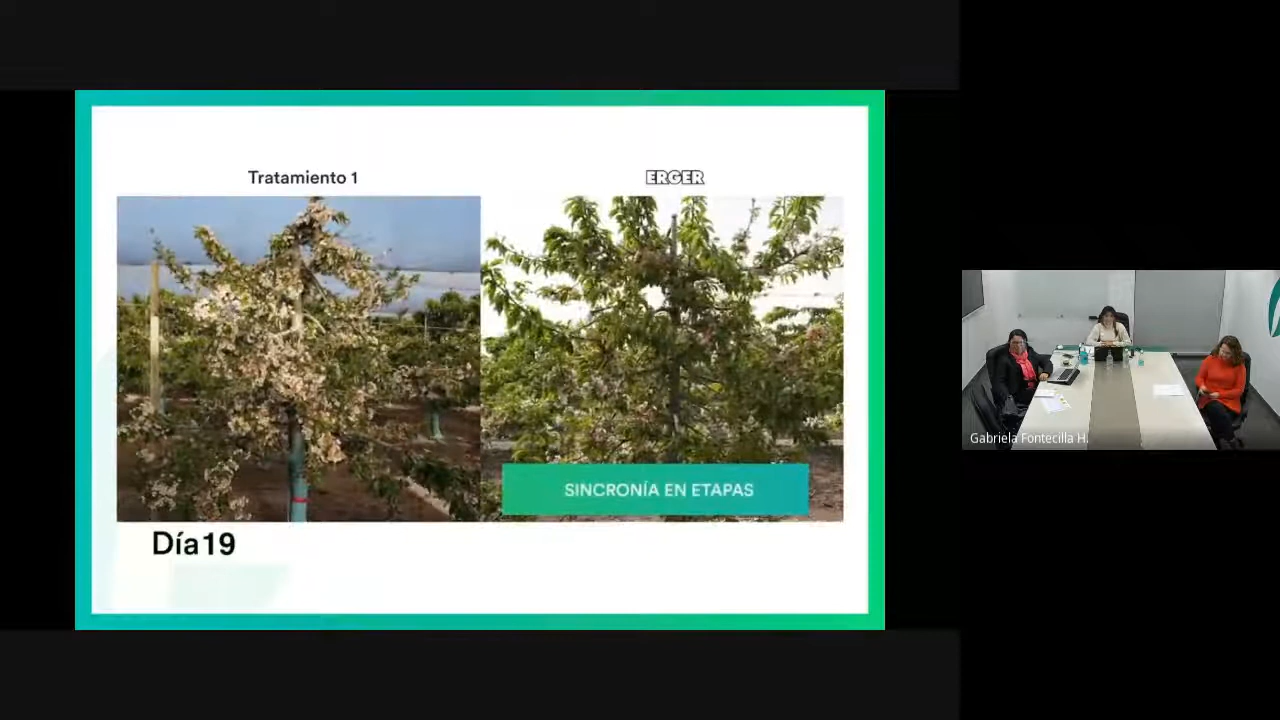 Tratamiento 1
ERGER
SINCRONÍA EN ETAPAS
Día19
Gabriela Fontecilla H.